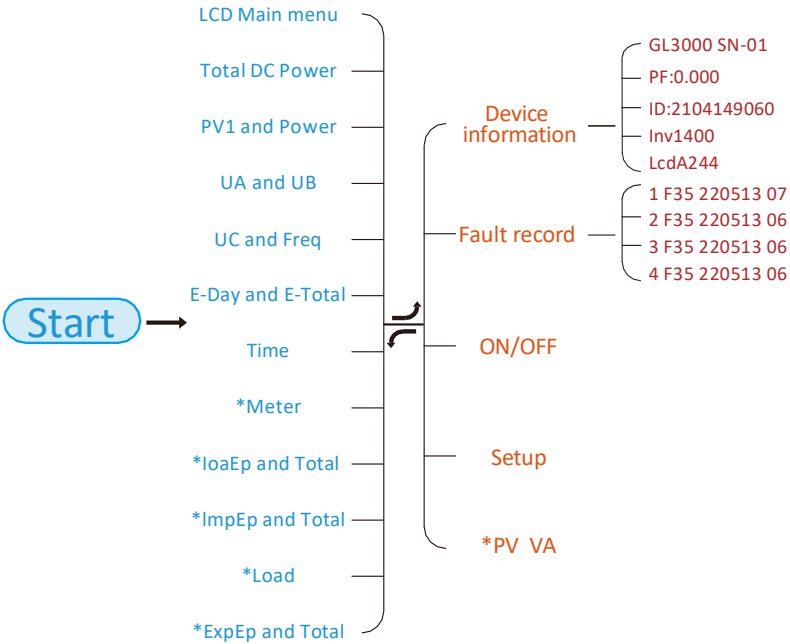 Start
LCD Main menu
Total DC Power
PV1 and Power
UA and UB
UC and Freq
E-Day and E-Total
Time
*Meter
*IoaEp and Total
*ImpEp and Total
*Load
*ExpEp and Total
Device
information
Fault record
ON/OFF
Setup
*PV VA
GL3000 SN-01
PF:0.000
ID:2104149060
Inv1400
LcdA244
1 F35 220513 07
2 F35 220513 06
3 F35 220513 06
4 F35 220513 06